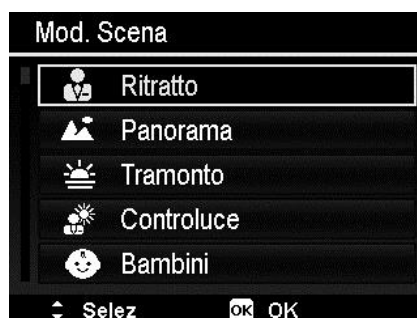 Mod. Scena
Ritratto
Panorama
Tramonto
Controluce
Bambini
Selez OK OK